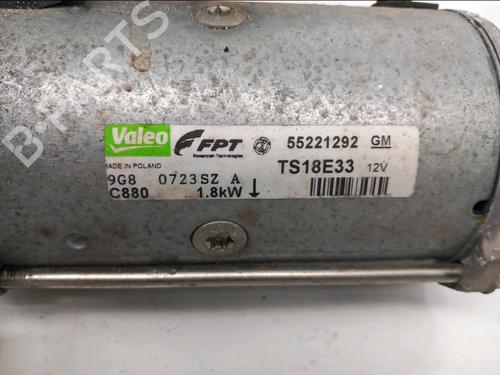 Valeo FPT 55221292 GM
Powertrain Technologies
MADE IN POLAND TS18E33 12V
9G8 0723SZ A
C880 1.8kW ↓
B-PARTS